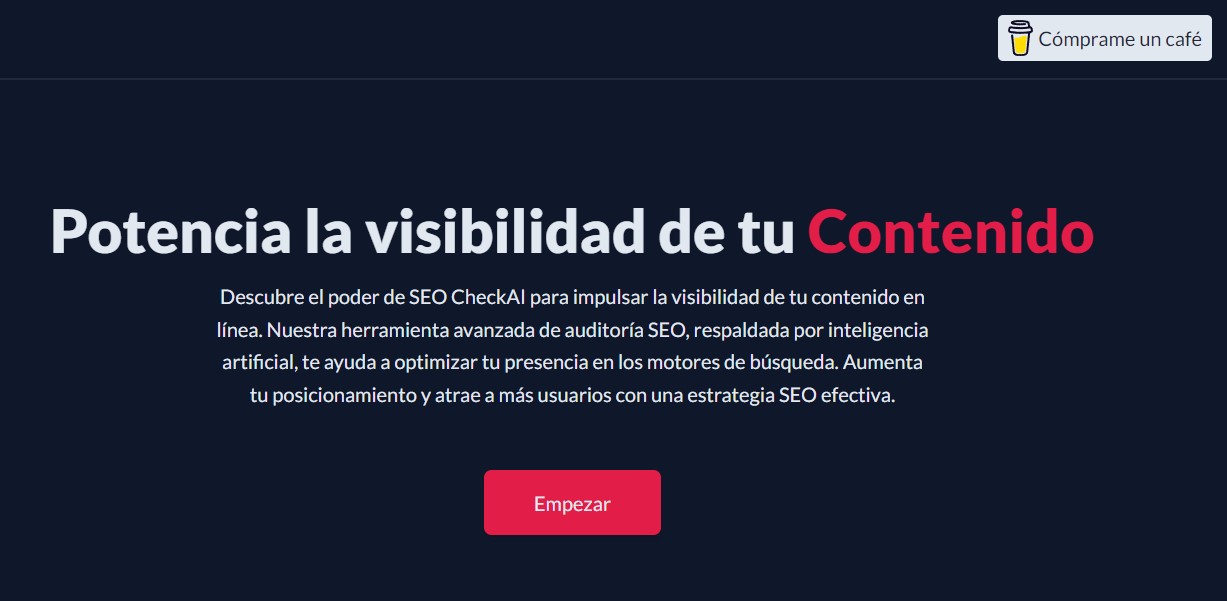 Cómprame un café
Potencia la visibilidad de tu Contenido
Descubre el poder de SEO CheckAI para impulsar la visibilidad de tu contenido en
línea. Nuestra herramienta avanzada de auditoría SEO, respaldada por inteligencia
artificial, te ayuda a optimizar tu presencia en los motores de búsqueda. Aumenta
tu posicionamiento y atrae a más usuarios con una estrategia SEO efectiva.
Empezar